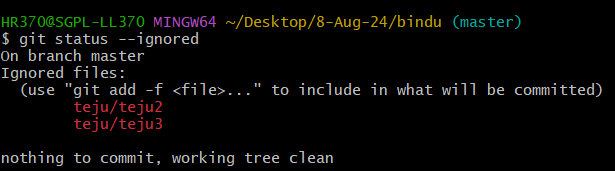 HR370@SGPL-LL370 MINGW64 ~/Desktop/8-Aug-24/bindu (master)
$ git status --ignored
On branch master
Ignored files:
  (use "git add -f <file>..." to include in what will be committed)
        teju/teju2
        teju/teju3

nothing to commit, working tree clean